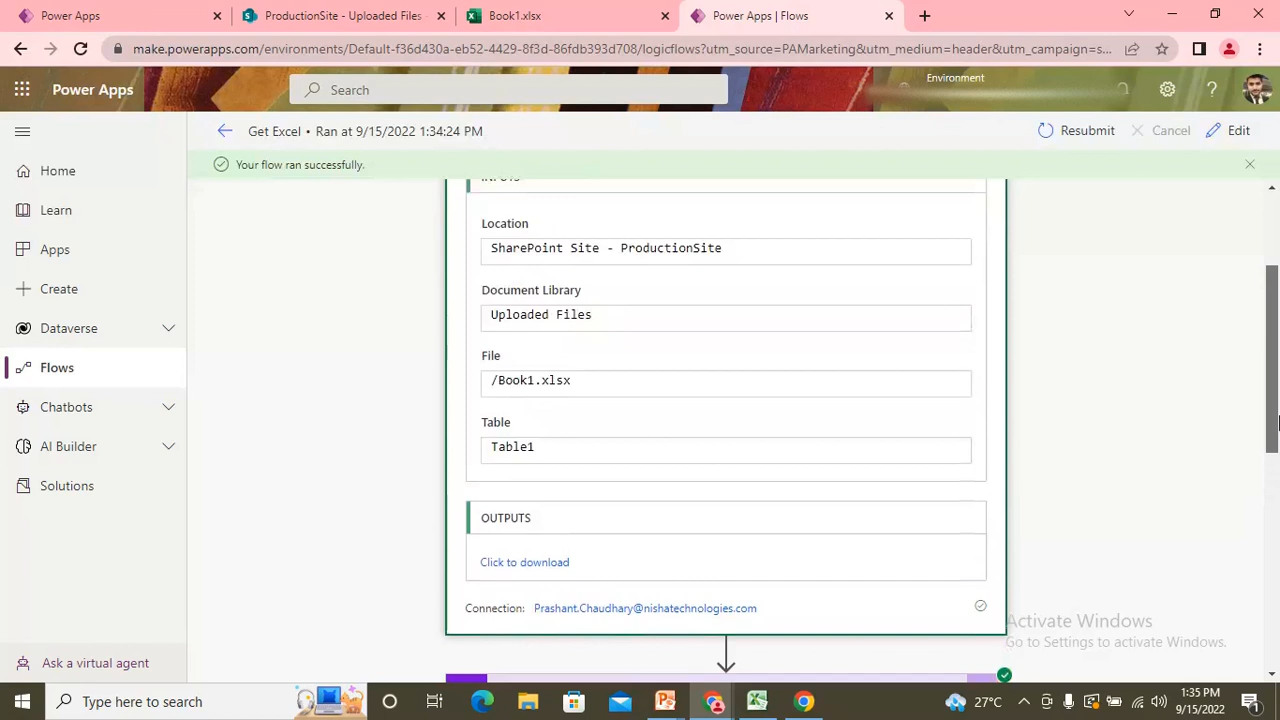 Power Apps
ProductionSite - Uploaded Files -
Book1.xlsx
Power Apps | Flows
make.powerapps.com/environments/Default-f36d430a-eb52-4429-8f3d-86fdb393d708/logicflows?utm_source=PAMarketing&utm_medium=header&utm_campaign=s...
Power Apps
Search
Environment
Get Excel • Ran at 9/15/2022 1:34:24 PM
Resubmit
Cancel
Edit
Your flow ran successfully.
Home
Learn
Apps
Create
Dataverse
Flows
Chatbots
AI Builder
Solutions
Ask a virtual agent
INPUTS
Location
SharePoint Site - ProductionSite
Document Library
Uploaded Files
File
/Book1.xlsx
Table
Table1
OUTPUTS
Click to download
Connection: Prashant.Chaudhary@nishatechnologies.com
Activate Windows
Go to Settings to activate Windows.
Type here to search
27°C
1:35 PM
9/15/2022